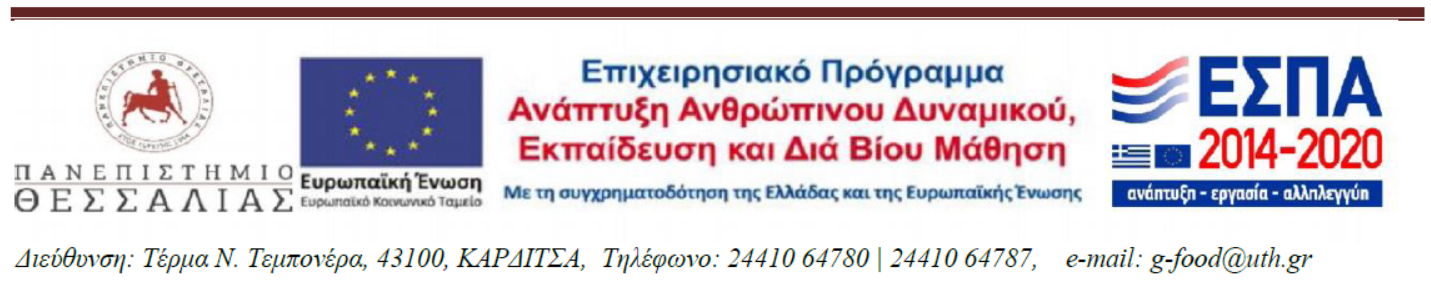 ΠΑΝΕΠΙΣΤΗΜΙΟ ΘΕΣΣΑΛΙΑΣ
ΠΑΝΕΠΙΣΤΗΜΙΟ
ΘΕΣΣΑΛΙΑΣ
Ευρωπαϊκή Ένωση
Ευρωπαϊκό Κοινωνικό Ταμείο
Επιχειρησιακό Πρόγραμμα
Ανάπτυξη Ανθρώπινου Δυναμικού,
Εκπαίδευση και Διά Βίου Μάθηση
Με τη συγχρηματοδότηση της Ελλάδας και της Ευρωπαϊκής Ένωσης
ΕΣΠΑ
2014-2020
ανάπτυξη - εργασία - αλληλεγγύη
Διεύθυνση: Τέρμα Ν. Τεμπονέρα, 43100, ΚΑΡΔΙΤΣΑ, Τηλέφωνο: 24410 64780 | 24410 64787, e-mail: g-food@uth.gr